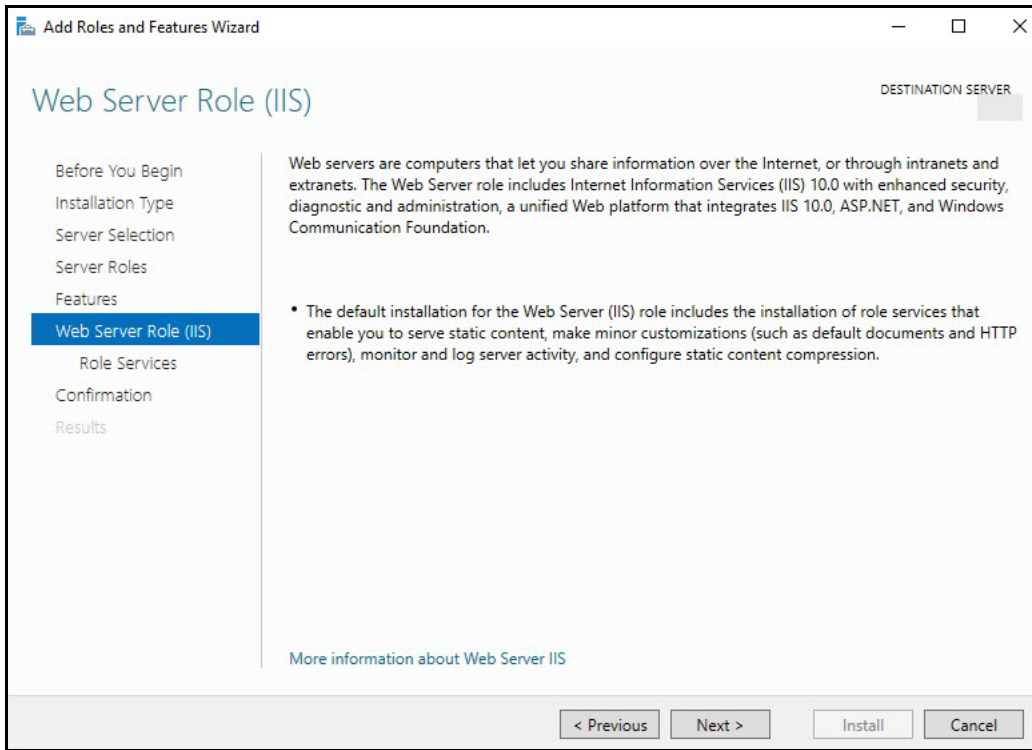 Add Roles and Features Wizard
Web Server Role (IIS)
DESTINATION SERVER
Before You Begin
Installation Type
Server Selection
Server Roles
Features
Web Server Role (IIS)
Role Services
Confirmation
Results
Web servers are computers that let you share information over the Internet, or through intranets and
extranets. The Web Server role includes Internet Information Services (IIS) 10.0 with enhanced security,
diagnostic and administration, a unified Web platform that integrates IIS 10.0, ASP.NET, and Windows
Communication Foundation.
• The default installation for the Web Server (IIS) role includes the installation of role services that
enable you to serve static content, make minor customizations (such as default documents and HTTP
errors), monitor and log server activity, and configure static content compression.
More information about Web Server IIS
< Previous
Next >
Install
Cancel